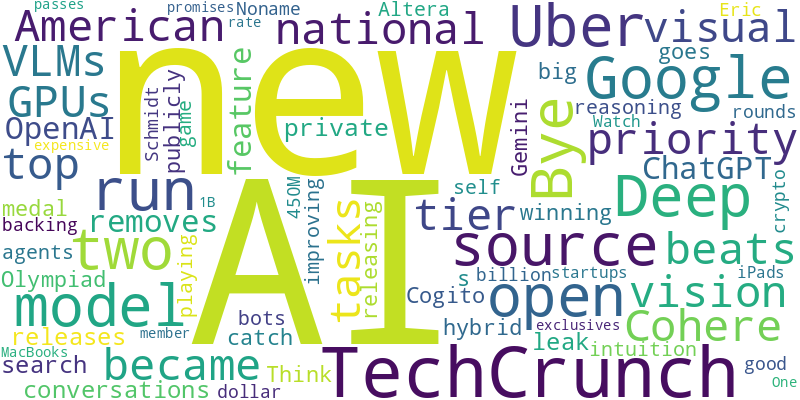 passes
promises
Noname
Altera
Eric
American
new
national
Uber
visual
rate
VLMs
goes
big
Google
GPUs
Schmidt
publicly
game
feature
private
Gemini
reasoning
rounds
OpenAI
Watch
expensive
Bye
priority
top
run
ChatGPT
AI
450M
improving
self
Deep
crypto
medal
removes
1B
tasks
releasing
tier
winning
backing
two
source
beats
agents
playing
Olympiad
s
billion
startups
iPads
model
Cogito
open
vision
bots
hybrid
exclusives
Cohere
releases
member
catch
leak
MacBooks
became
intuition
search
Think
TechCrunch
good
conversations
dollar
One